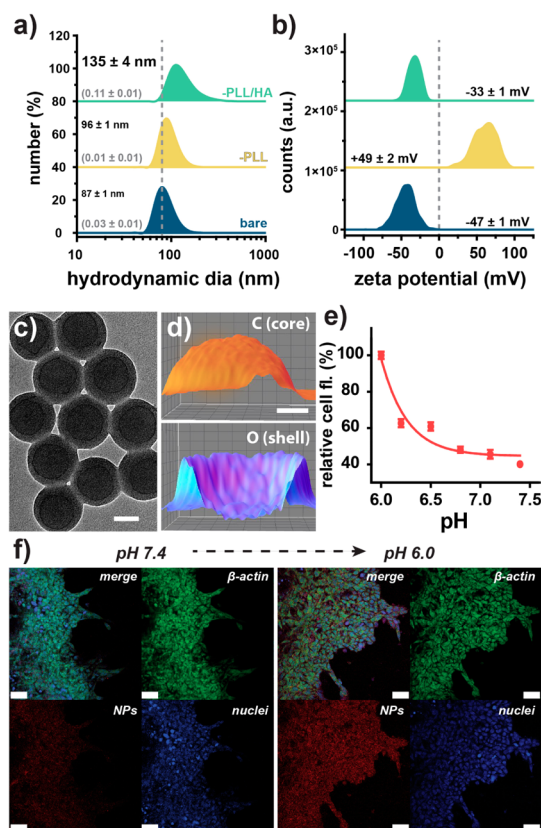 a)
120
100
80
60
40
20
0
number (%)
135 ± 4 nm
(0.11 ± 0.01)
-PLL/HA
96 ± 1 nm
(0.01 ± 0.01)
-PLL
87 ± 1 nm
(0.03 ± 0.01)
bare
10
100
1000
hydrodynamic dia (nm)
b)
3×10⁵
2×10⁵
1×10⁵
0
counts (a.u.)
-33 ± 1 mV
+49 ± 2 mV
-47 ± 1 mV
-100
-50
0
50
100
zeta potential (mV)
c)
d)
C (core)
O (shell)
e)
100
80
60
40
relative cell fl. (%)
6.0
6.5
7.0
7.5
pH
f)
pH 7.4
pH 6.0
merge
β-actin
merge
β-actin
NPs
nuclei
NPs
nuclei